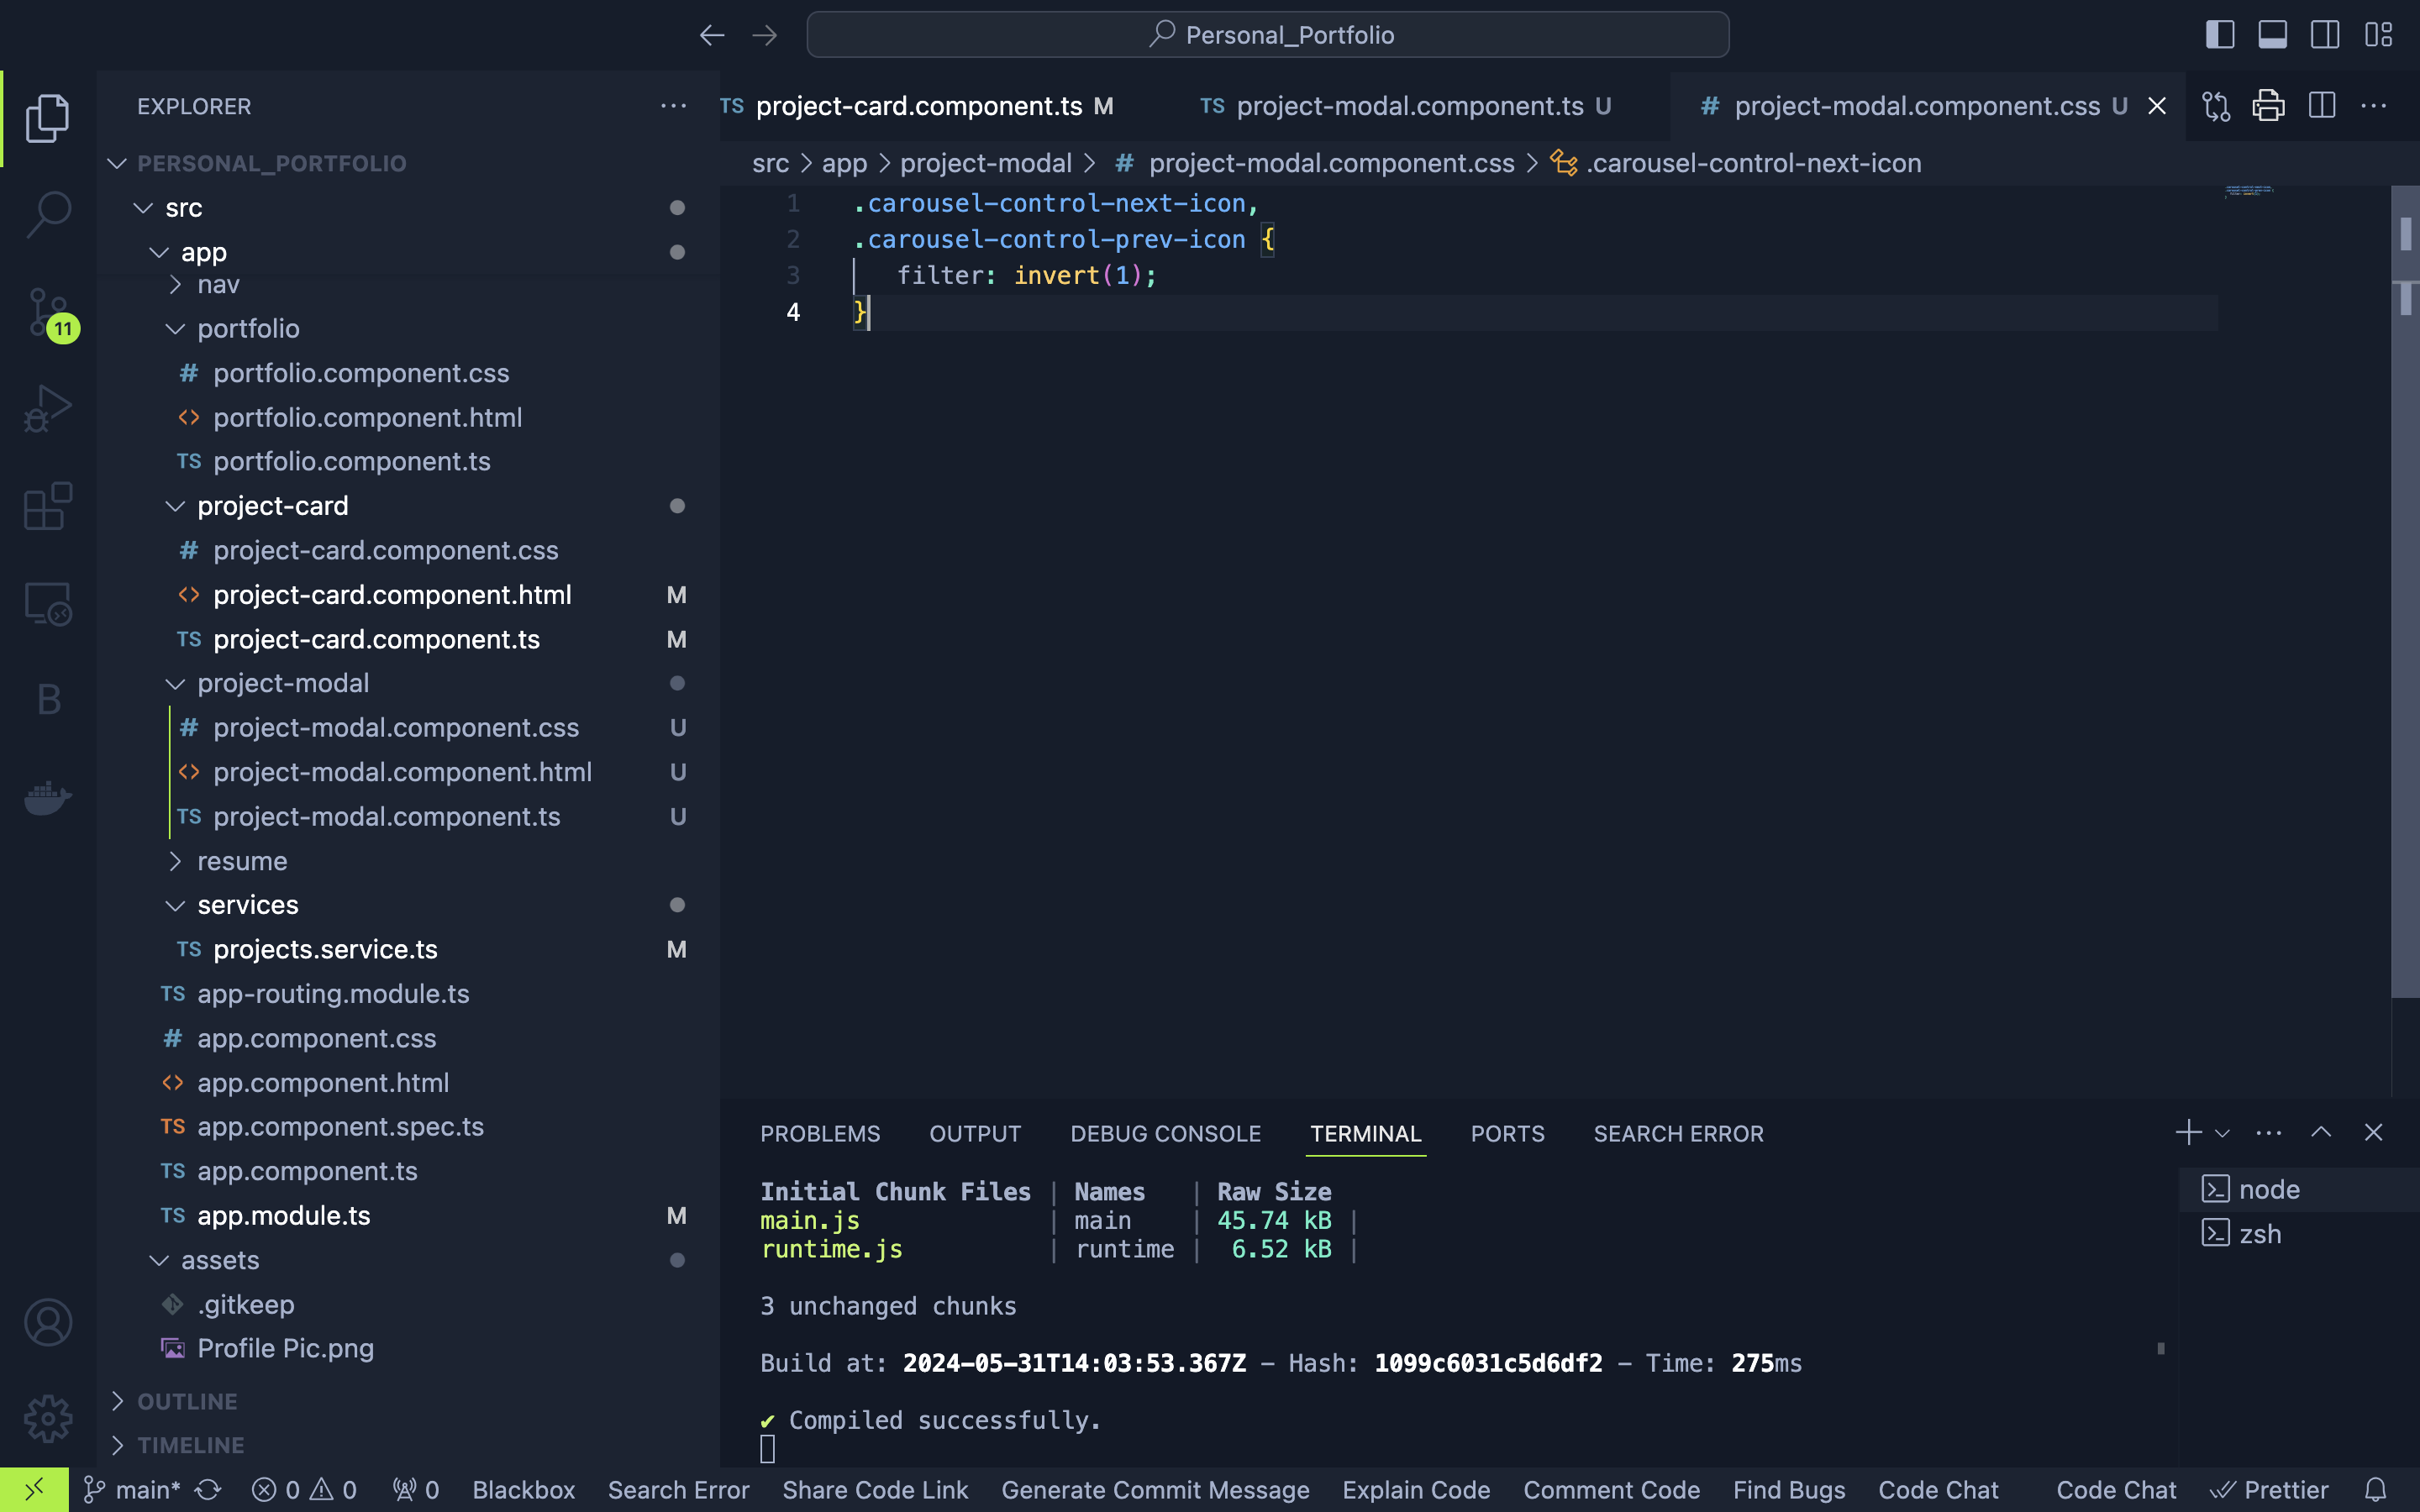 Personal_Portfolio
EXPLORER
PERSONAL_PORTFOLIO
src
app
nav
portfolio
# portfolio.component.css
<> portfolio.component.html
TS portfolio.component.ts
project-card
# project-card.component.css
<> project-card.component.html M
TS project-card.component.ts M
project-modal
# project-modal.component.css U
<> project-modal.component.html U
TS project-modal.component.ts U
resume
services
TS projects.service.ts M
TS app-routing.module.ts
# app.component.css
<> app.component.html
TS app.component.spec.ts
TS app.component.ts
TS app.module.ts M
assets
.gitkeep
Profile Pic.png
OUTLINE
TIMELINE
11
B
TS project-card.component.ts M
TS project-modal.component.ts U
# project-modal.component.css U
src > app > project-modal > # project-modal.component.css > .carousel-control-next-icon
1 .carousel-control-next-icon,
2 .carousel-control-prev-icon {
3 filter: invert(1);
4 }
PROBLEMS OUTPUT DEBUG CONSOLE TERMINAL PORTS SEARCH ERROR
Initial Chunk Files | Names | Raw Size
main.js | main | 45.74 kB |
runtime.js | runtime | 6.52 kB |
3 unchanged chunks
Build at: 2024-05-31T14:03:53.367Z - Hash: 1099c6031c5d6df2 - Time: 275ms
✔ Compiled successfully.
node
zsh
main* 0 0 0 Blackbox Search Error Share Code Link Generate Commit Message Explain Code Comment Code Find Bugs Code Chat Code Chat Prettier